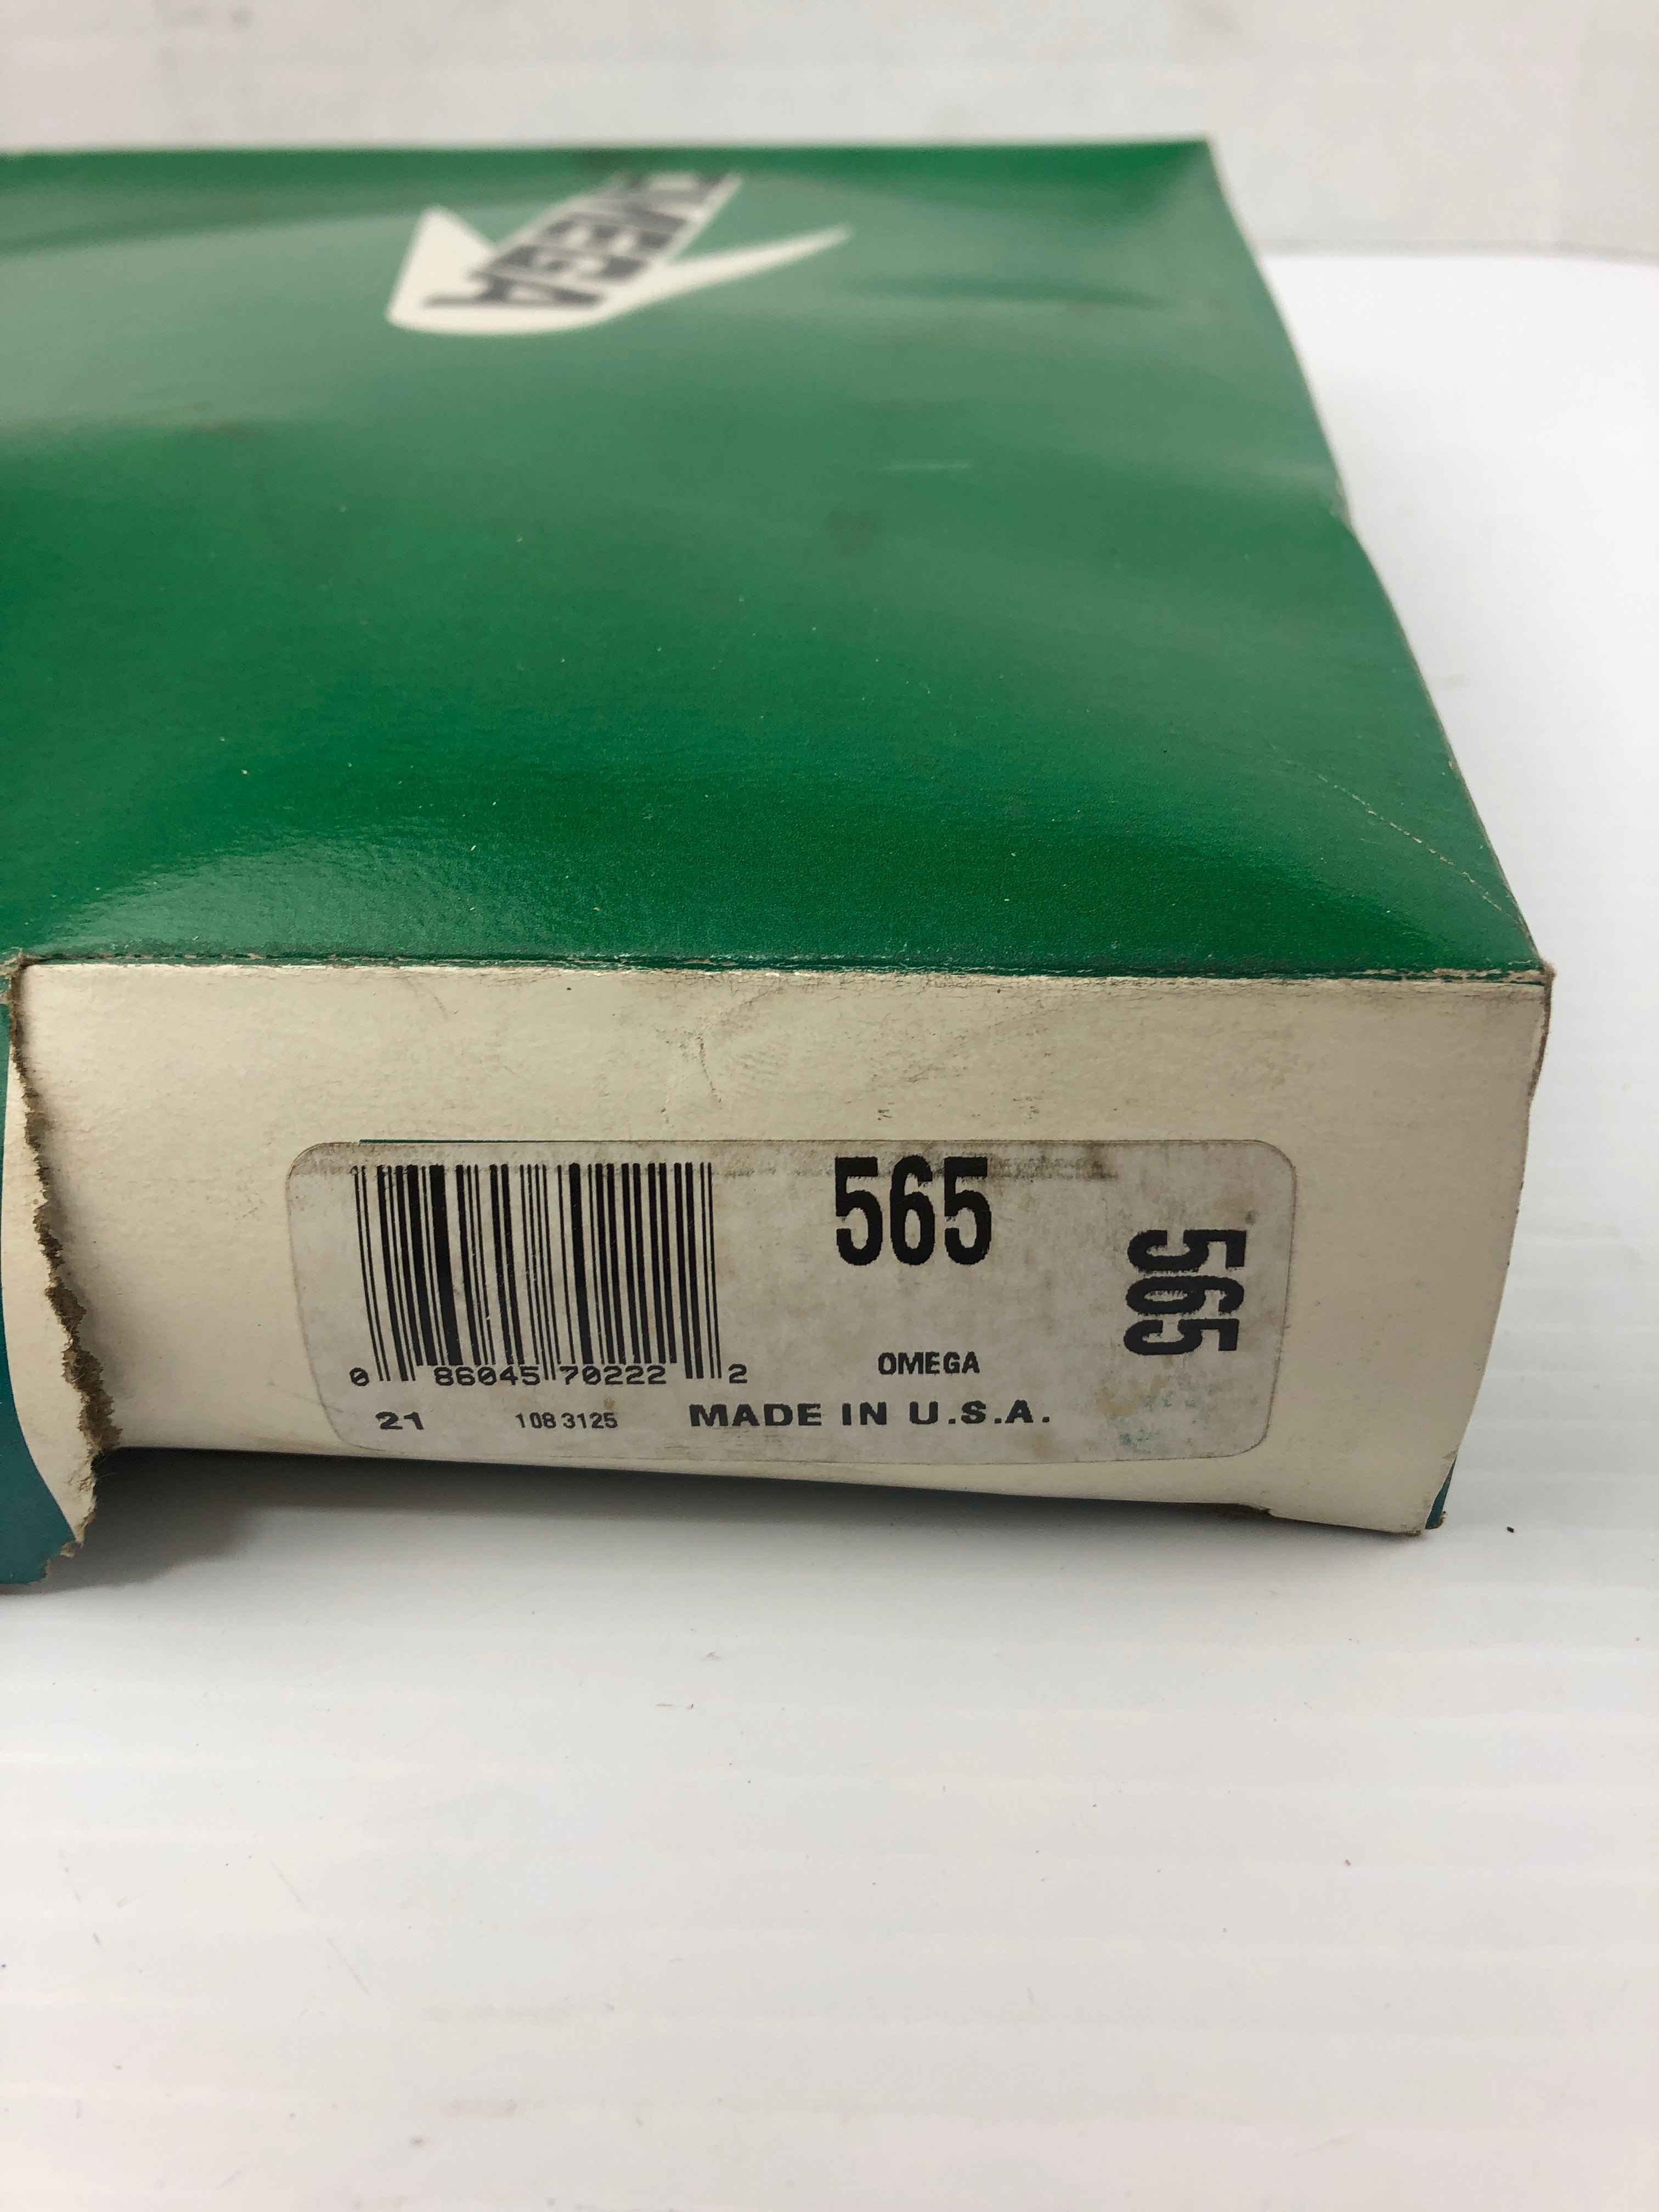 OMEGA
565
565
0 86045 70222 2
OMEGA
21 108 3125 MADE IN U.S.A.